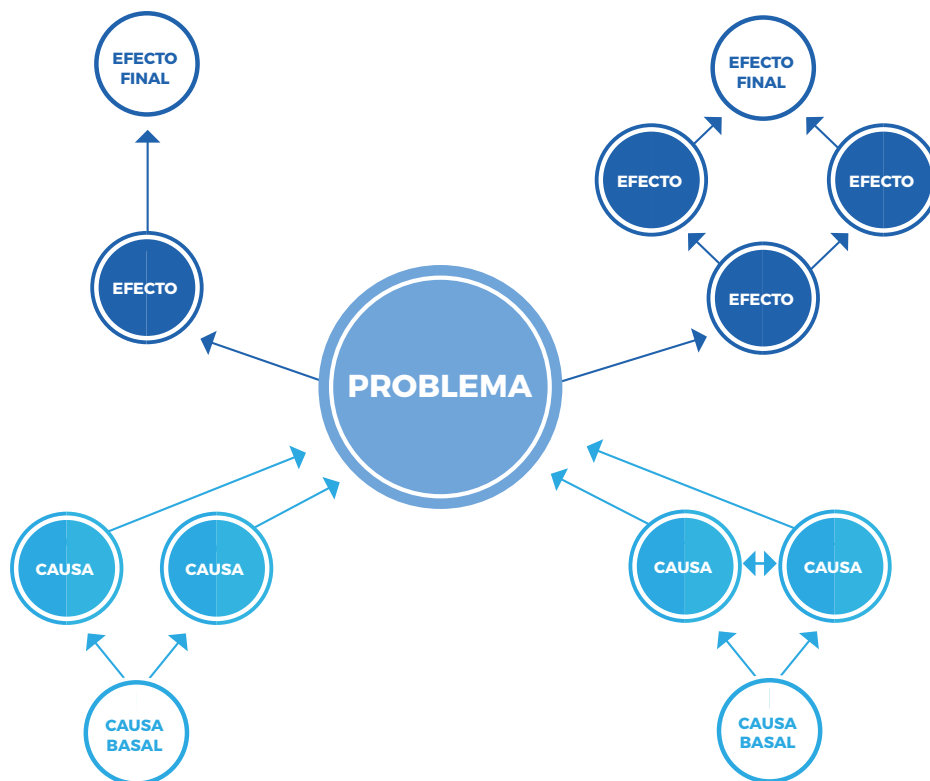 EFECTO
FINAL
EFECTO
FINAL
EFECTO
EFECTO
EFECTO
EFECTO
PROBLEMA
CAUSA
CAUSA
CAUSA
CAUSA
CAUSA
BASAL
CAUSA
BASAL